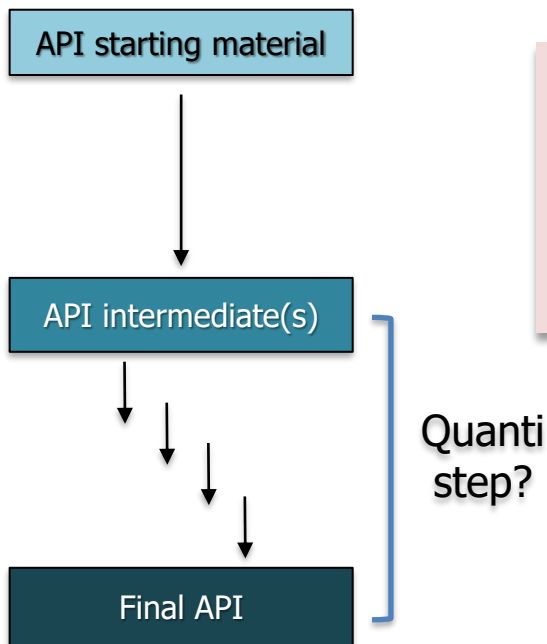 API starting material
API intermediate(s)
Quanti
step?
Final API